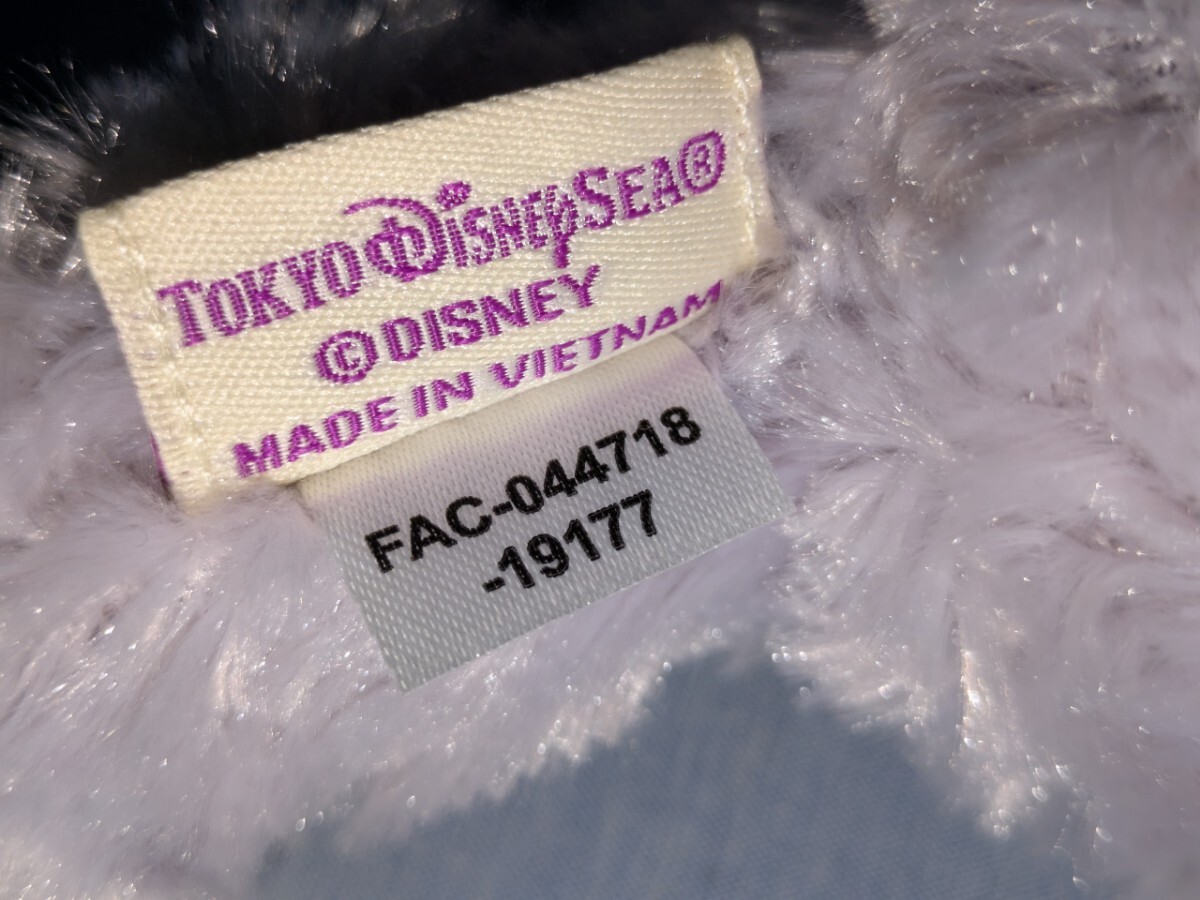 TOKYO DISNEYSEA®
©DISNEY
MADE IN VIETNAM
FAC-044718
-19177